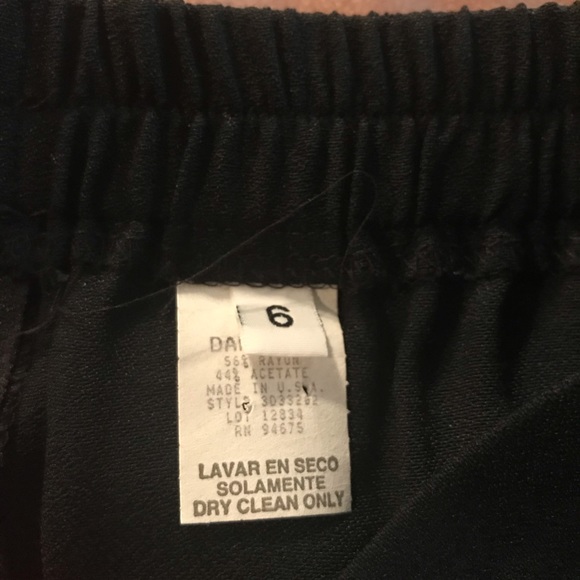 6
DA
56% RAYON
44% ACETATE
MADE IN U.S.A.
STYLE
LOT 12834
RN 94675
LAVAR EN SECO
SOLAMENTE
DRY CLEAN ONLY